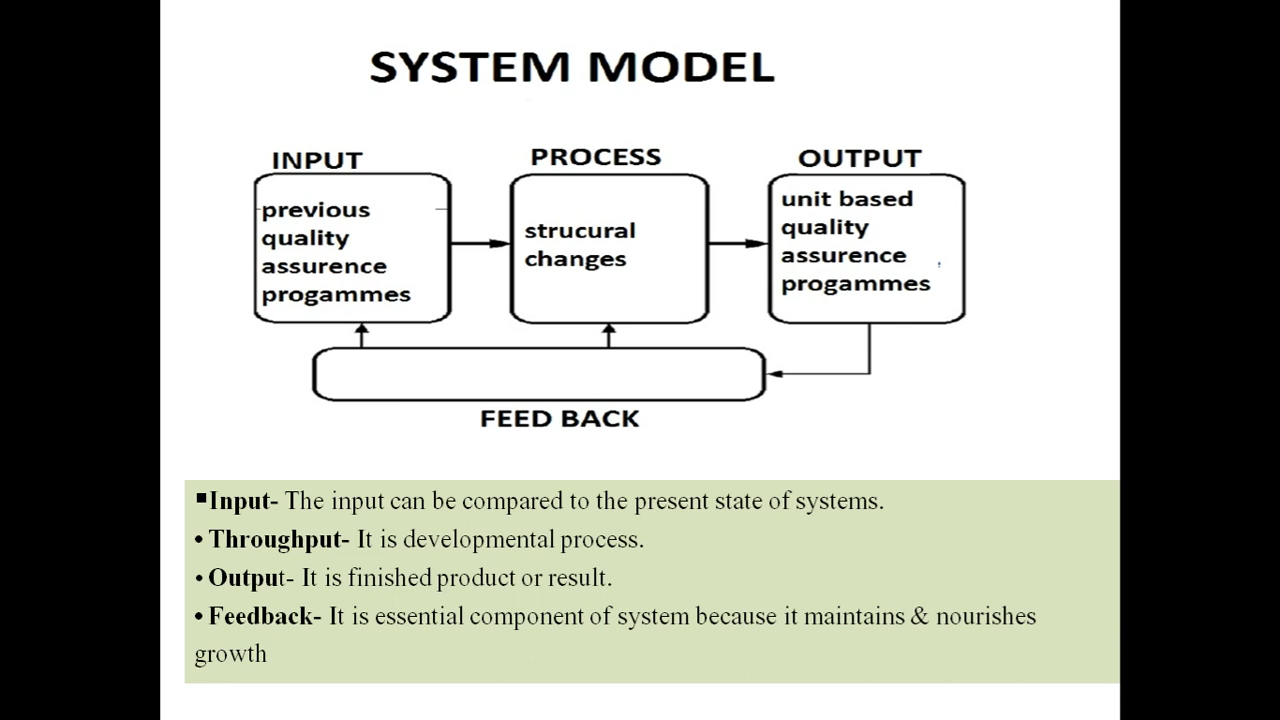 SYSTEM MODEL
INPUT
PROCESS
OUTPUT
previous
quality
assurence
progammes
strucural
changes
unit based
quality
assurence
progammes
FEED BACK
▪Input- The input can be compared to the present state of systems.
• Throughput- It is developmental process.
• Output- It is finished product or result.
• Feedback- It is essential component of system because it maintains & nourishes
growth